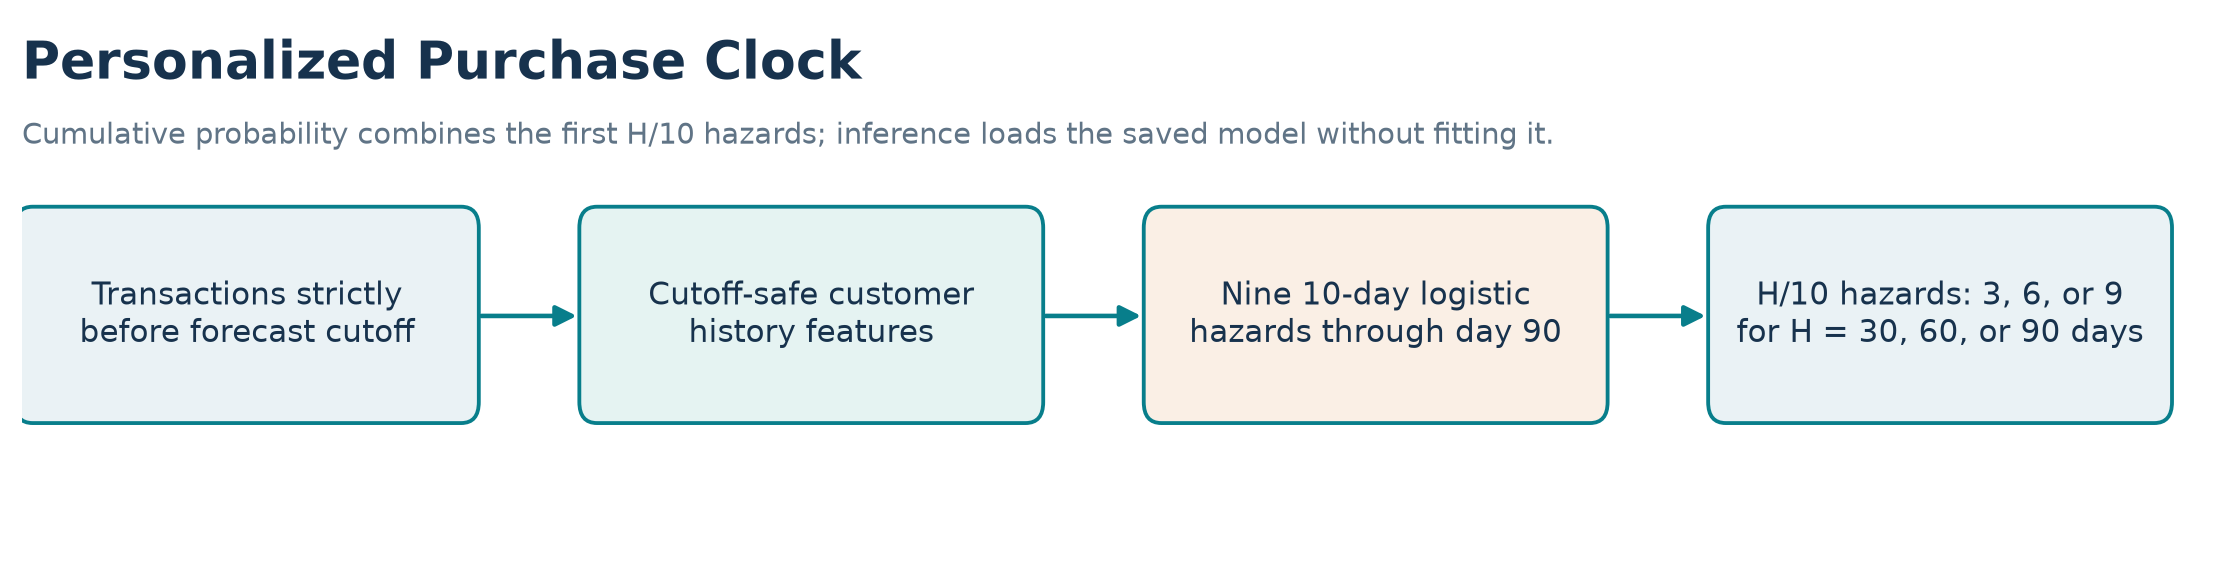 Personalized Purchase Clock
Cumulative probability combines the first H/10 hazards; inference loads the saved model without fitting it.
Transactions strictly
before forecast cutoff
Cutoff-safe customer
history features
Nine 10-day logistic
hazards through day 90
H/10 hazards: 3, 6, or 9
for H = 30, 60, or 90 days